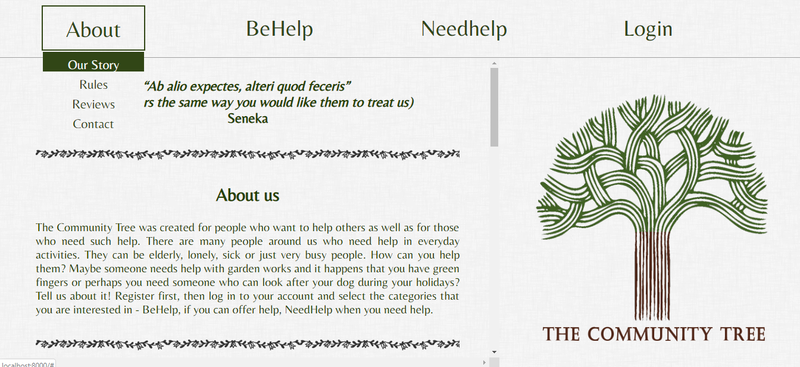 About
BeHelp
Needhelp
Login
Our Story
Rules
Reviews
Contact
“Ab alio expectes, alteri quod feceris”
rs the same way you would like them to treat us)
Seneka
About us
The Community Tree was created for people who want to help others as well as for those
who need such help. There are many people around us who need help in everyday
activities. They can be elderly, lonely, sick or just very busy people. How can you help
them? Maybe someone needs help with garden works and it happens that you have green
fingers or perhaps you need someone who can look after your dog during your holidays?
Tell us about it! Register first, then log in to your account and select the categories that
you are interested in - BeHelp, if you can offer help, NeedHelp when you need help.
THE COMMUNITY TREE
localhost:8000/#